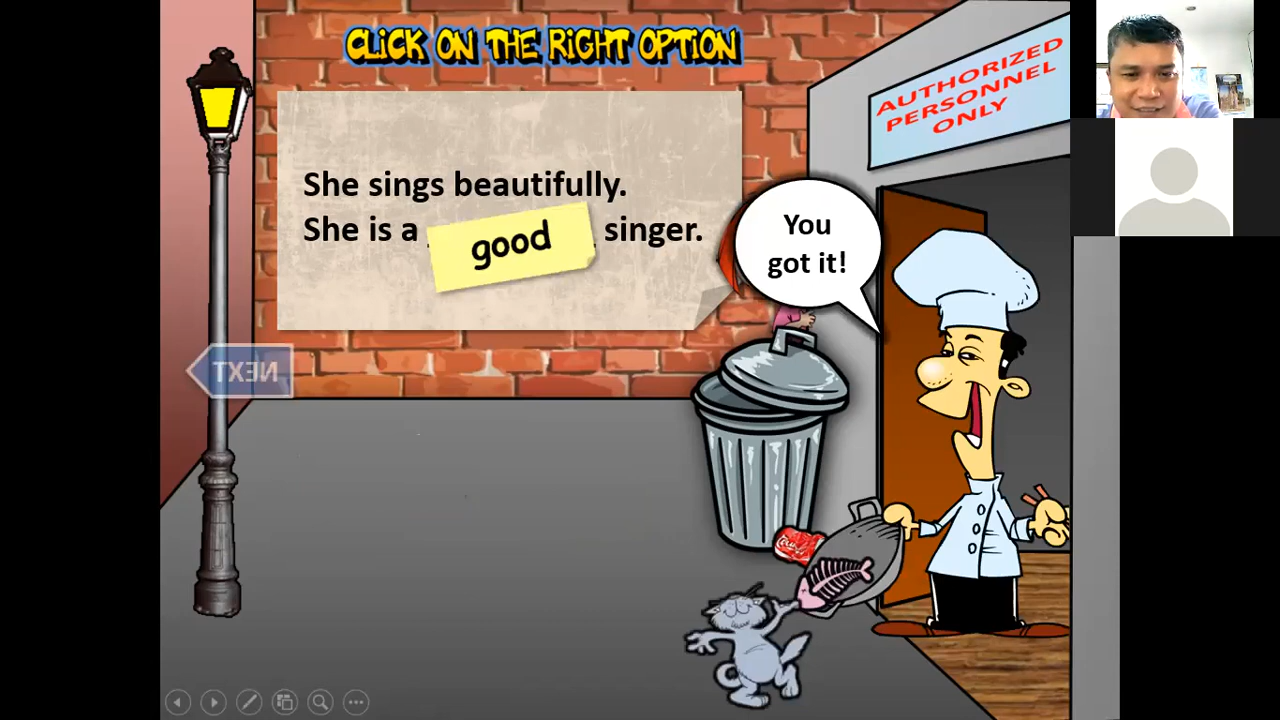 CLICK ON THE RIGHT OPTION
AUTHORIZED
PERSONNEL
ONLY
She sings beautifully.
She is a good singer.
You
got it!
NEXT